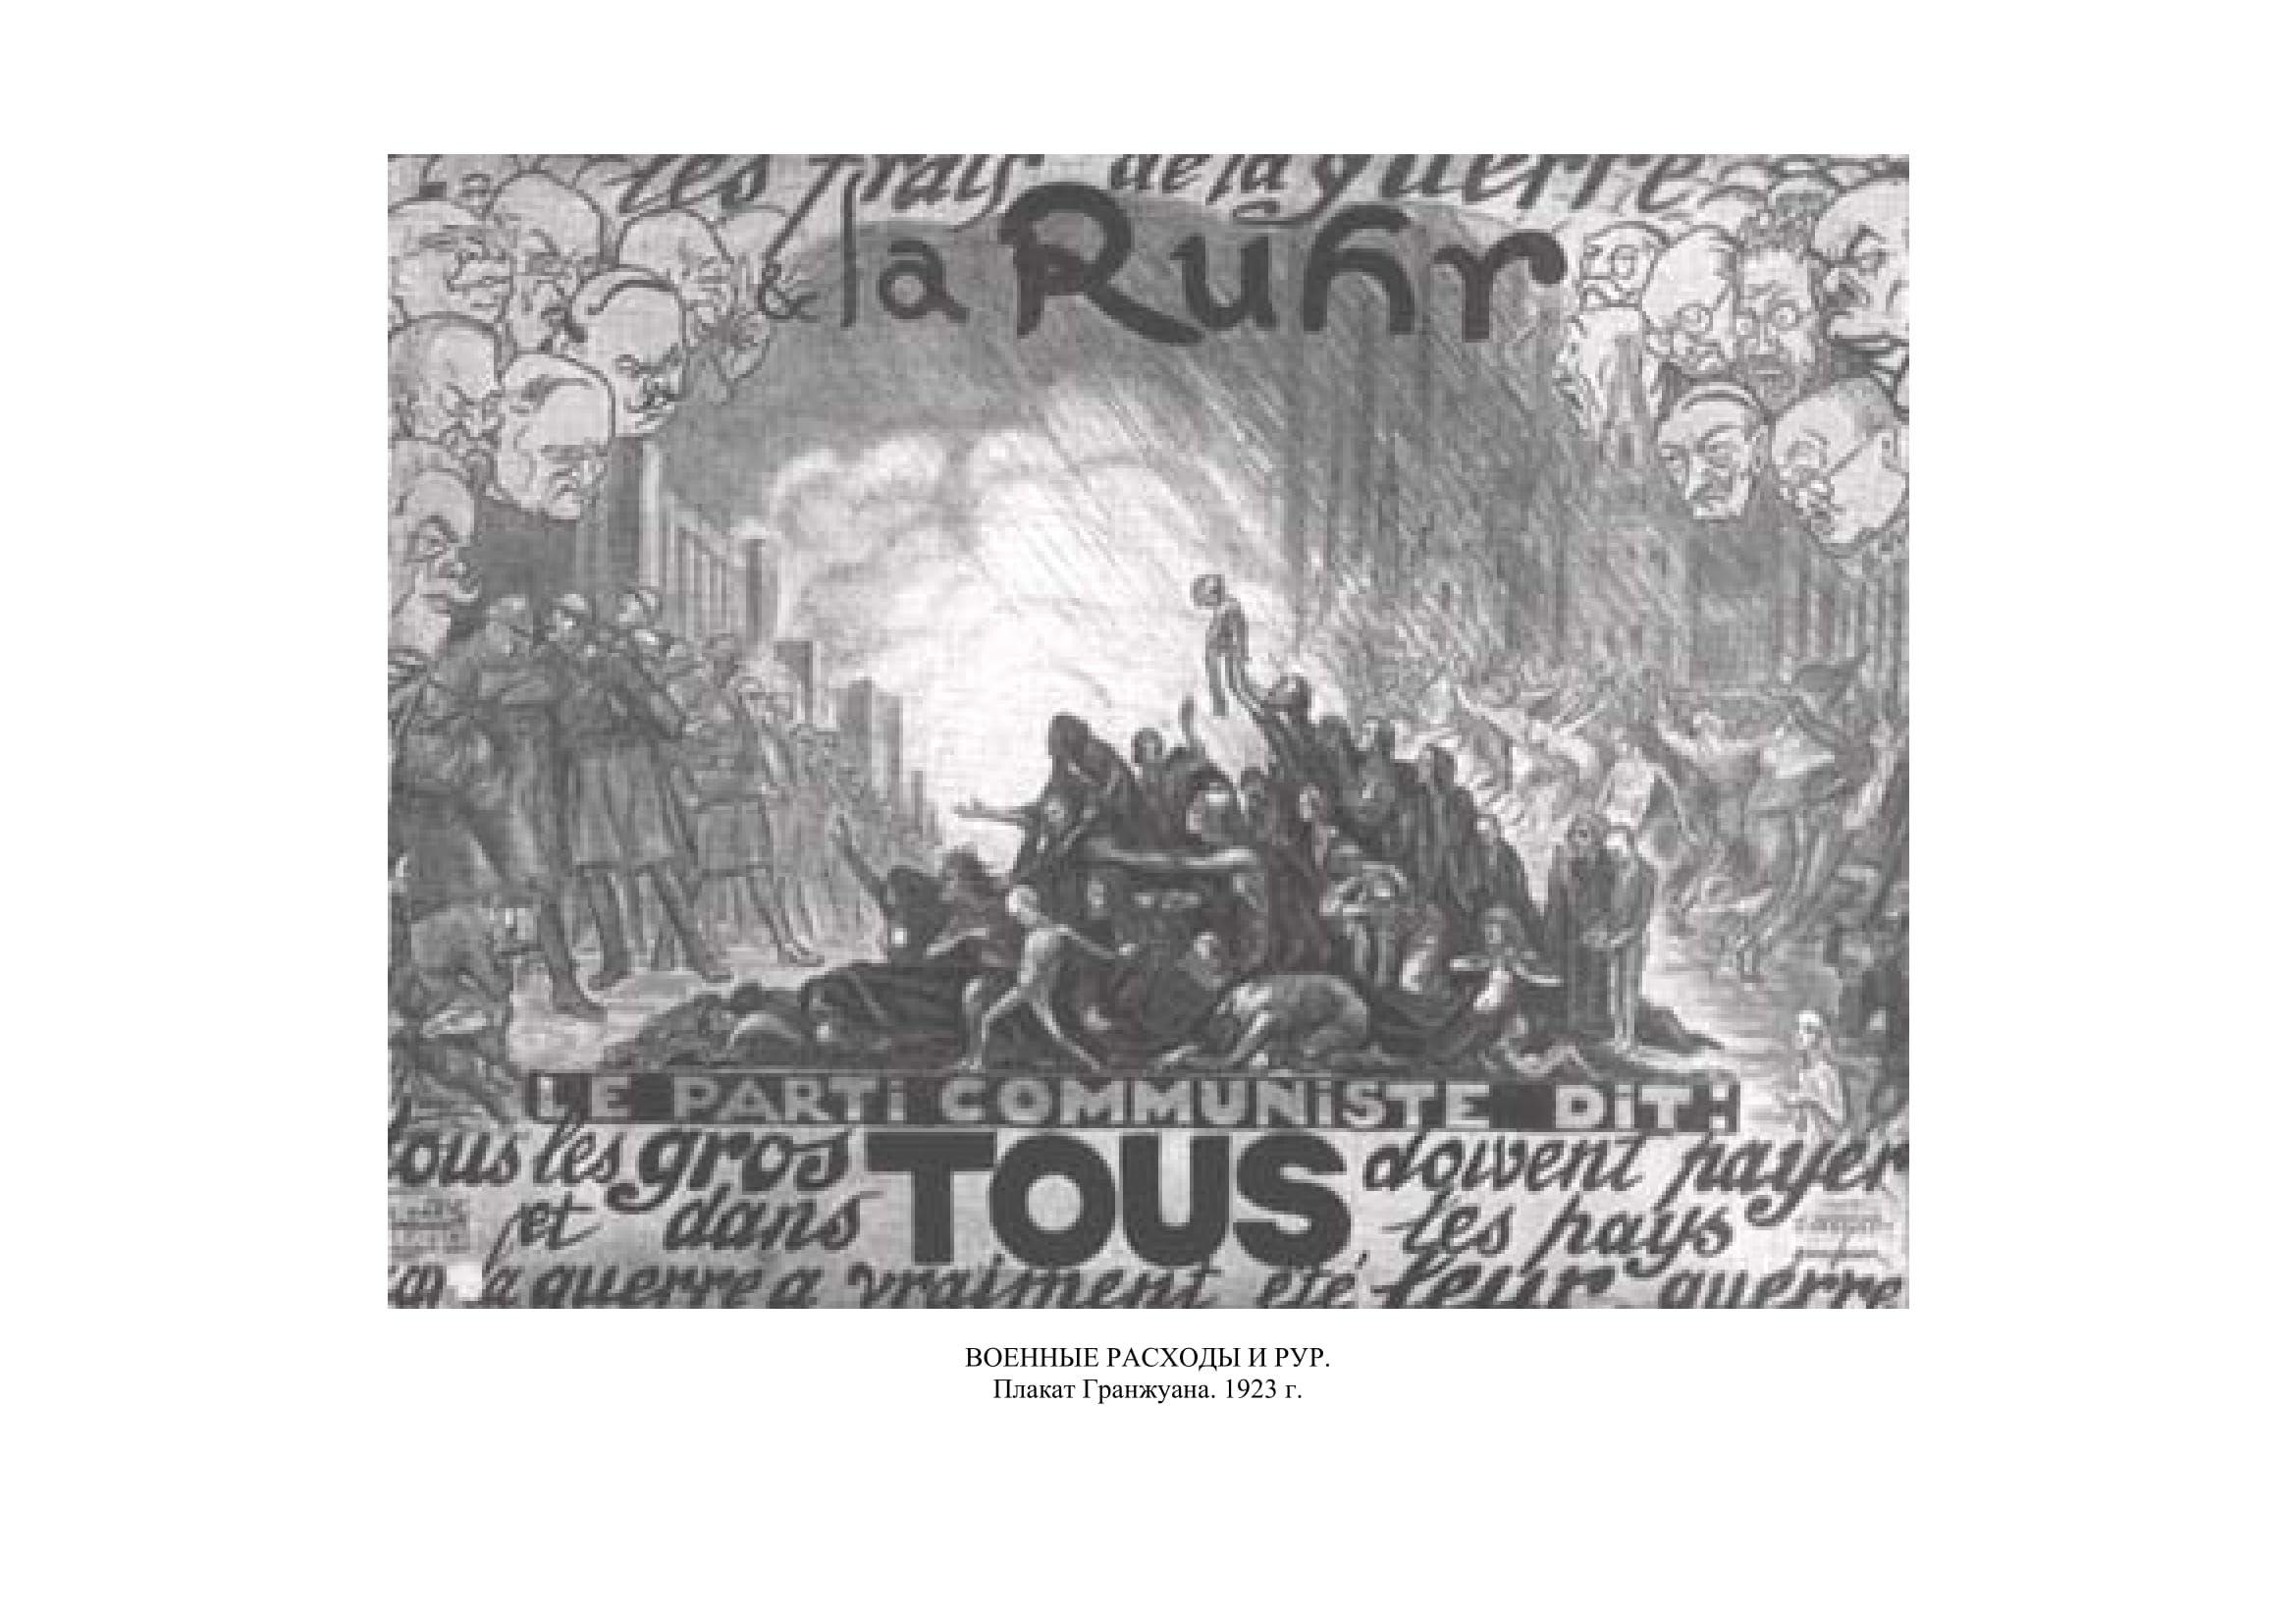 les frais de la guerre
& la Ruhr
LE PARTi COMMUNiSTE DiT:
tous les gros TOUS doivent payer
et dans les pays
car la guerre a vraiment été leur guerre
ВОЕННЫЕ РАСХОДЫ И РУР.
Плакат Гранжуана. 1923 г.